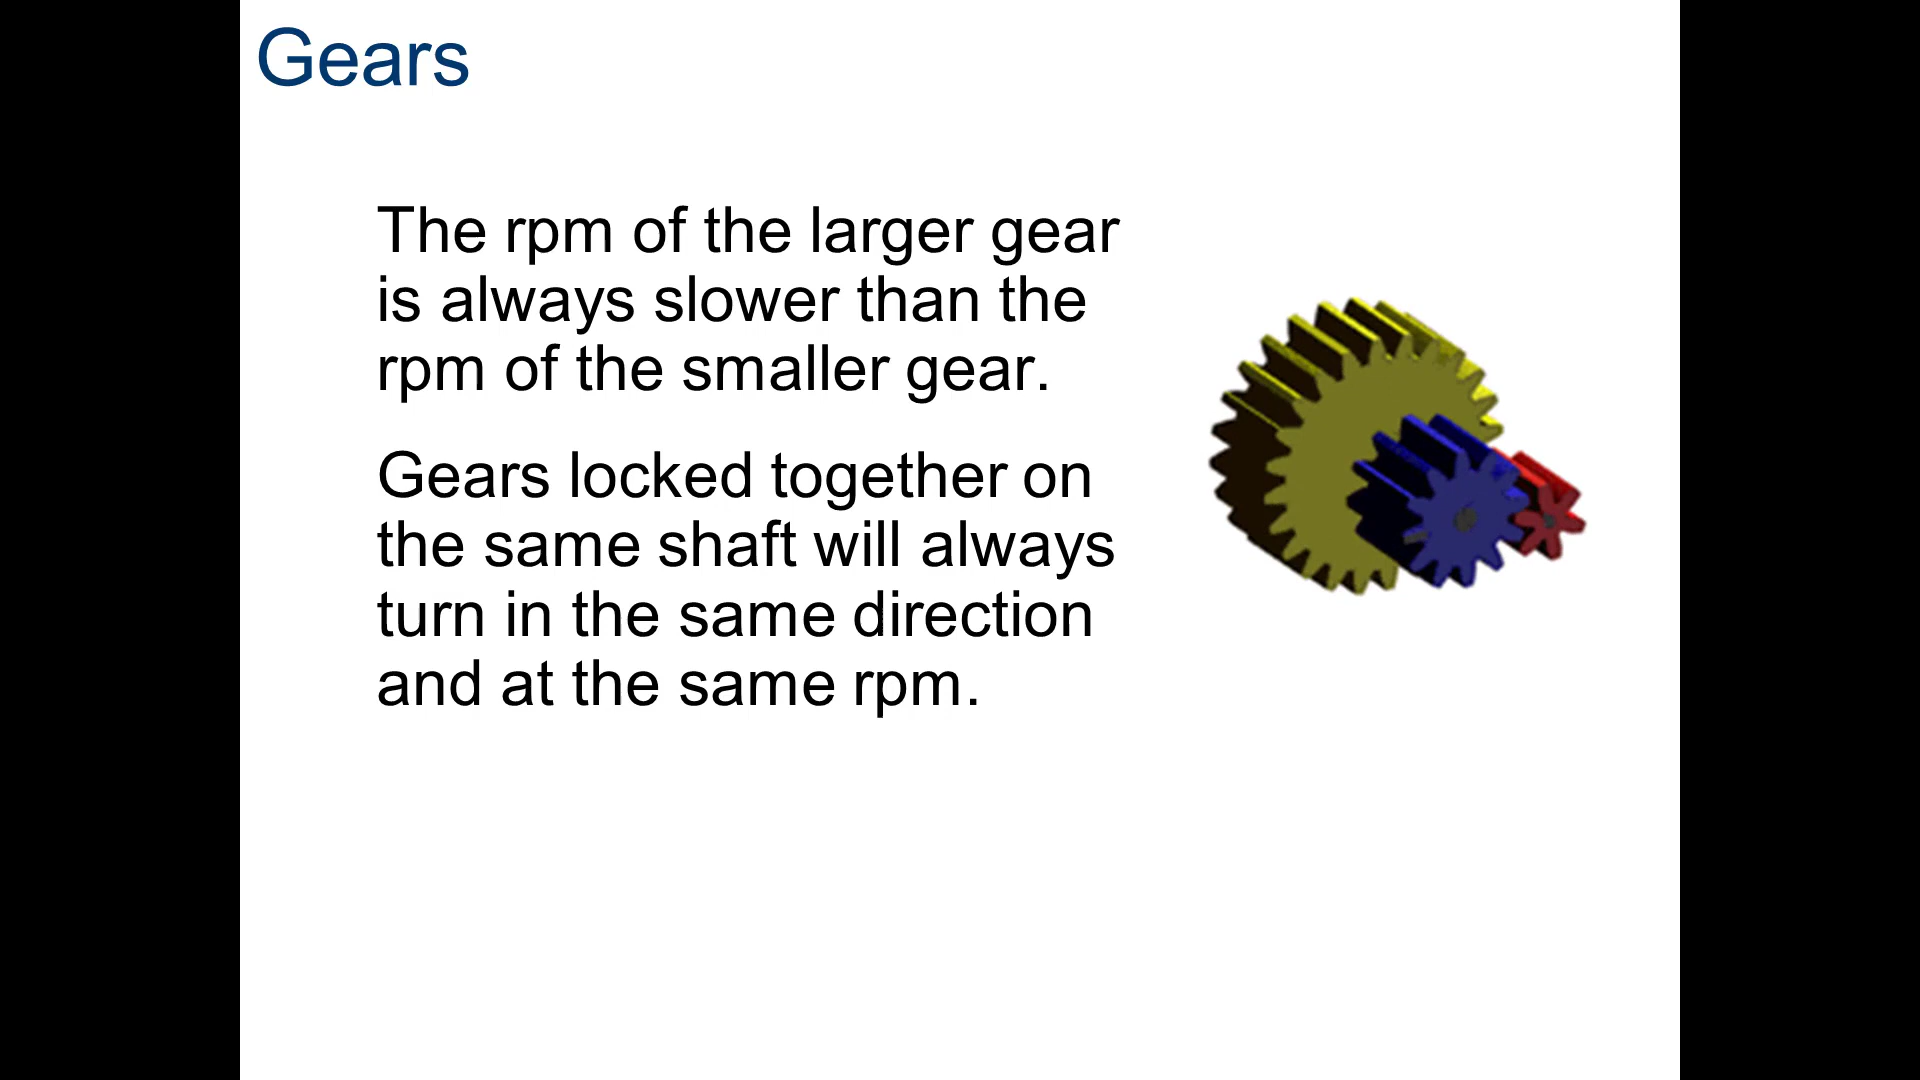 Gears
The rpm of the larger gear
is always slower than the
rpm of the smaller gear.
Gears locked together on
the same shaft will always
turn in the same direction
and at the same rpm.